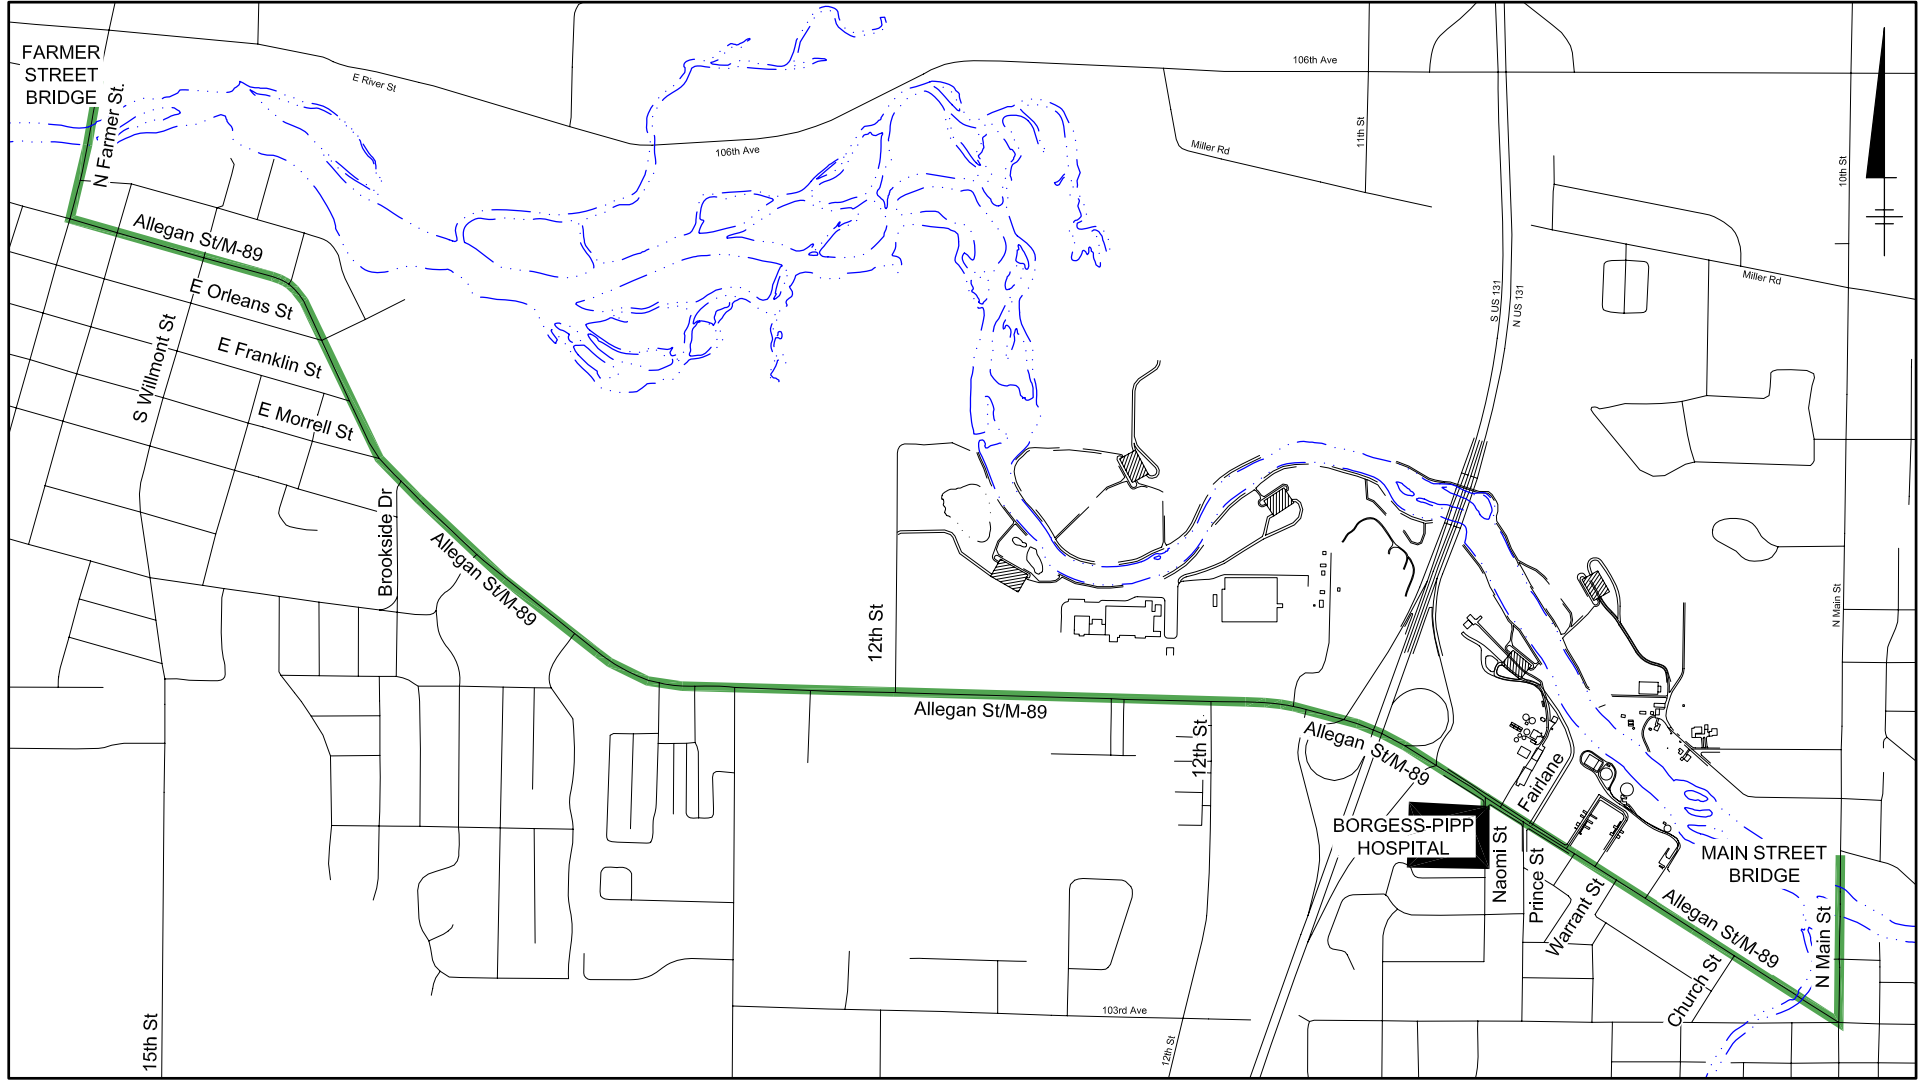 FARMER
STREET
BRIDGE
N Farmer St.
E River St
106th Ave
106th Ave
11th St
Miller Rd
10th St
Allegan St/M-89
E Orleans St
S Willmont St
E Franklin St
E Morrell St
Miller Rd
S US 131
N US 131
Brookside Dr
Allegan St/M-89
12th St
N Main St
Allegan St/M-89
12th St.
Allegan St/M-89
Fairlane
BORGESS-PIPP
HOSPITAL
Naomi St
Prince St
Warrant St
MAIN STREET
BRIDGE
Allegan St/M-89
N Main St
Church St
15th St
103rd Ave
12th St